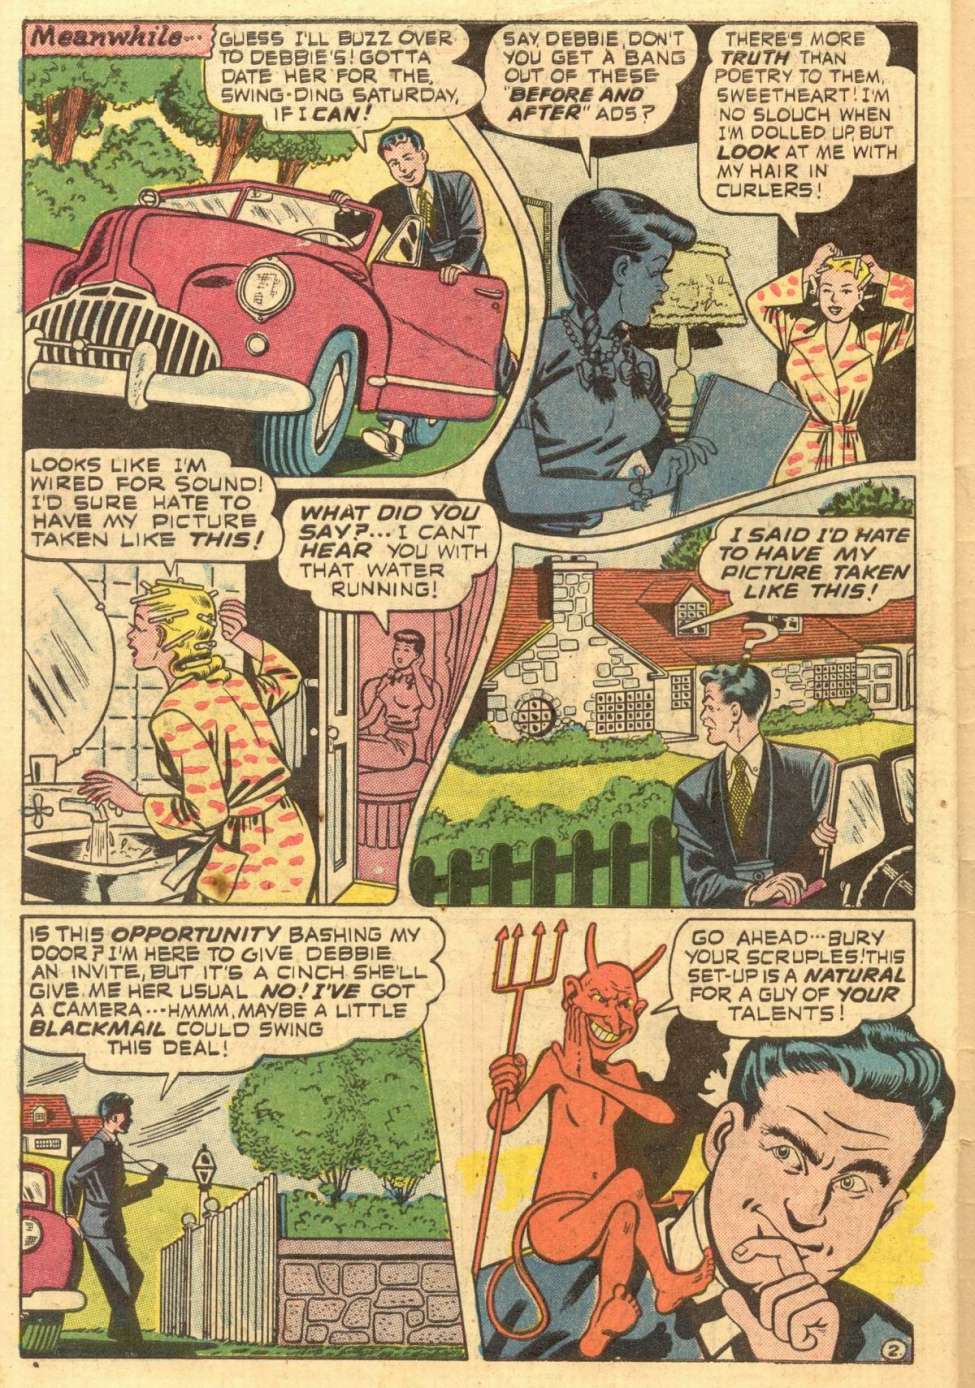 Meanwhile...
GUESS I'LL BUZZ OVER
TO DEBBIE'S! GOTTA
DATE HER FOR THE
SWING-DING SATURDAY,
IF I CAN!
SAY, DEBBIE, DON'T
YOU GET A BANG
OUT OF THESE
"BEFORE AND
AFTER" ADS?
THERE'S MORE
TRUTH THAN
POETRY TO THEM,
SWEETHEART! I'M
NO SLOUCH WHEN
I'M DOLLED UP, BUT
LOOK AT ME WITH
MY HAIR IN
CURLERS!
LOOKS LIKE I'M
WIRED FOR SOUND!
I'D SURE HATE TO
HAVE MY PICTURE
TAKEN LIKE THIS!
WHAT DID YOU
SAY?... I CANT
HEAR YOU WITH
THAT WATER
RUNNING!
I SAID I'D HATE
TO HAVE MY
PICTURE TAKEN
LIKE THIS!
?
IS THIS OPPORTUNITY BASHING MY
DOOR? I'M HERE TO GIVE DEBBIE
AN INVITE, BUT IT'S A CINCH SHE'LL
GIVE ME HER USUAL NO! I'VE GOT
A CAMERA...HMMM, MAYBE A LITTLE
BLACKMAIL COULD SWING
THIS DEAL!
GO AHEAD...BURY
YOUR SCRUPLES! THIS
SET-UP IS A NATURAL
FOR A GUY OF YOUR
TALENTS!
2.